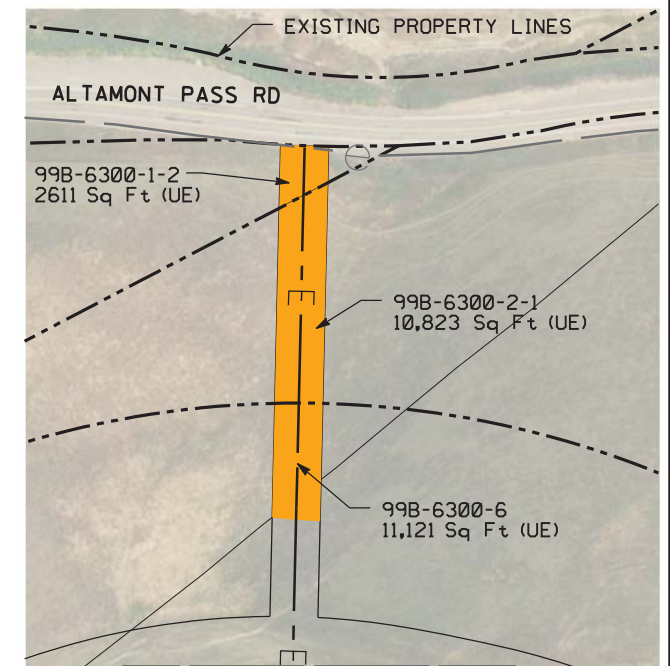 EXISTING PROPERTY LINES
ALTAMONT PASS RD
99B-6300-1-2
2611 Sq Ft (UE)
99B-6300-2-1
10,823 Sq Ft (UE)
99B-6300-6
11,121 Sq Ft (UE)